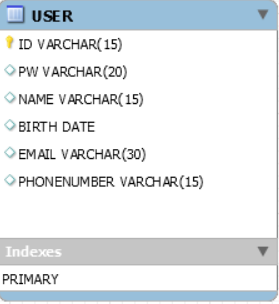 USER
ID VARCHAR(15)
PW VARCHAR(20)
NAME VARCHAR(15)
BIRTH DATE
EMAIL VARCHAR(30)
PHONENUMBER VARCHAR(15)
Indexes
PRIMARY